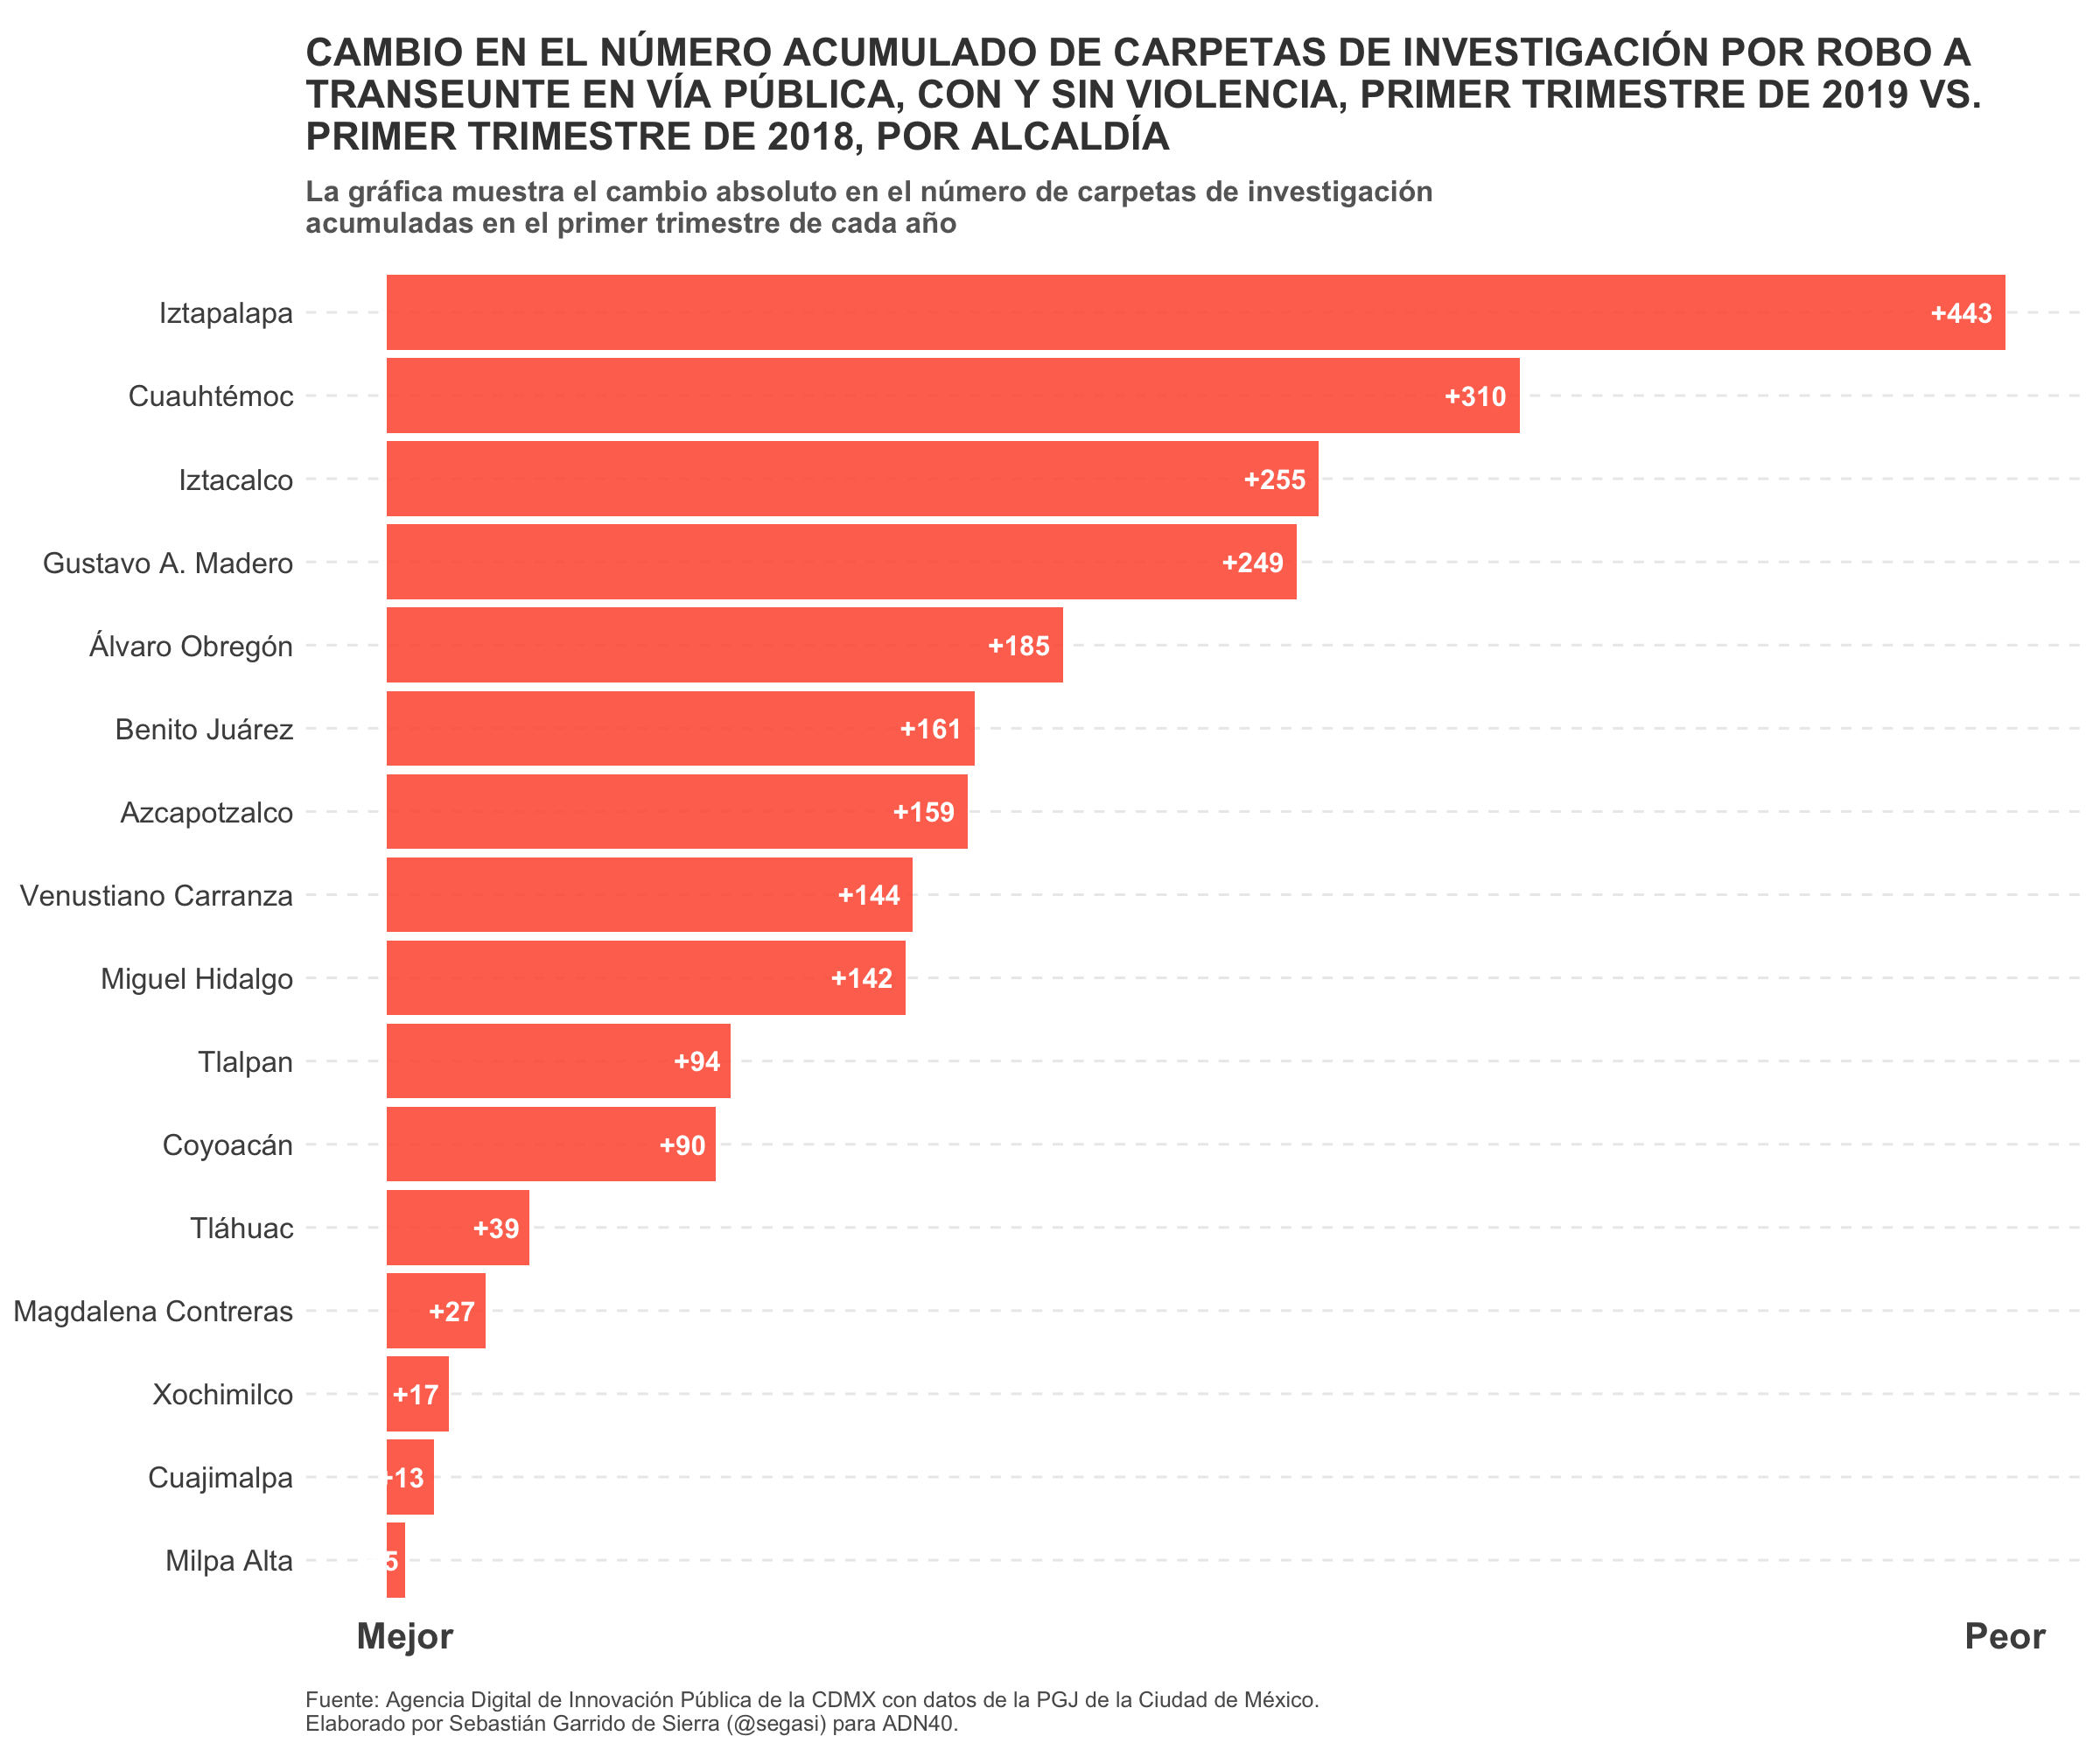 CAMBIO EN EL NÚMERO ACUMULADO DE CARPETAS DE INVESTIGACIÓN POR ROBO A
TRANSEUNTE EN VÍA PÚBLICA, CON Y SIN VIOLENCIA, PRIMER TRIMESTRE DE 2019 VS.
PRIMER TRIMESTRE DE 2018, POR ALCALDÍA
La gráfica muestra el cambio absoluto en el número de carpetas de investigación
acumuladas en el primer trimestre de cada año
Iztapalapa +443
Cuauhtémoc +310
Iztacalco +255
Gustavo A. Madero +249
Álvaro Obregón +185
Benito Juárez +161
Azcapotzalco +159
Venustiano Carranza +144
Miguel Hidalgo +142
Tlalpan +94
Coyoacán +90
Tláhuac +39
Magdalena Contreras +27
Xochimilco +17
Cuajimalpa +13
Milpa Alta 5
Mejor Peor
Fuente: Agencia Digital de Innovación Pública de la CDMX con datos de la PGJ de la Ciudad de México.
Elaborado por Sebastián Garrido de Sierra (@segasi) para ADN40.